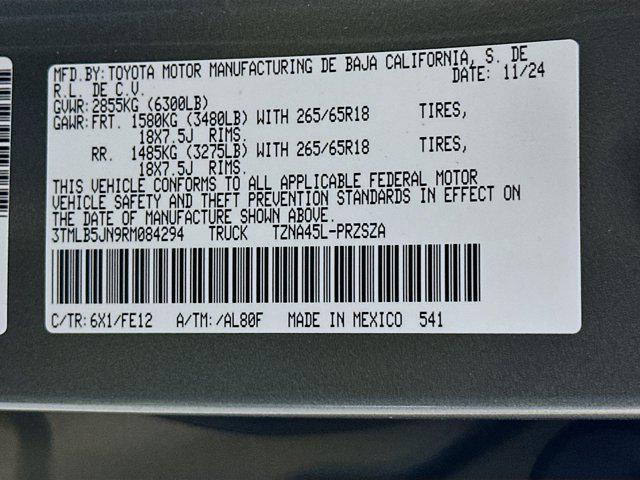 MFD.BY:TOYOTA MOTOR MANUFACTURING DE BAJA CALIFORNIA, S. DE
R.L. DE C.V. DATE: 11/24
GVWR:2855KG (6300LB)
GAWR:FRT. 1580KG (3480LB) WITH 265/65R18 TIRES,
18X7.5J RIMS.
RR. 1485KG (3275LB) WITH 265/65R18 TIRES,
18X7.5J RIMS.
THIS VEHICLE CONFORMS TO ALL APPLICABLE FEDERAL MOTOR
VEHICLE SAFETY AND THEFT PREVENTION STANDARDS IN EFFECT ON
THE DATE OF MANUFACTURE SHOWN ABOVE.
3TMLB5JN9RM084294 TRUCK TZNA45L-PRZSZA
C/TR:6X1/FE12 A/TM:/AL80F MADE IN MEXICO 541